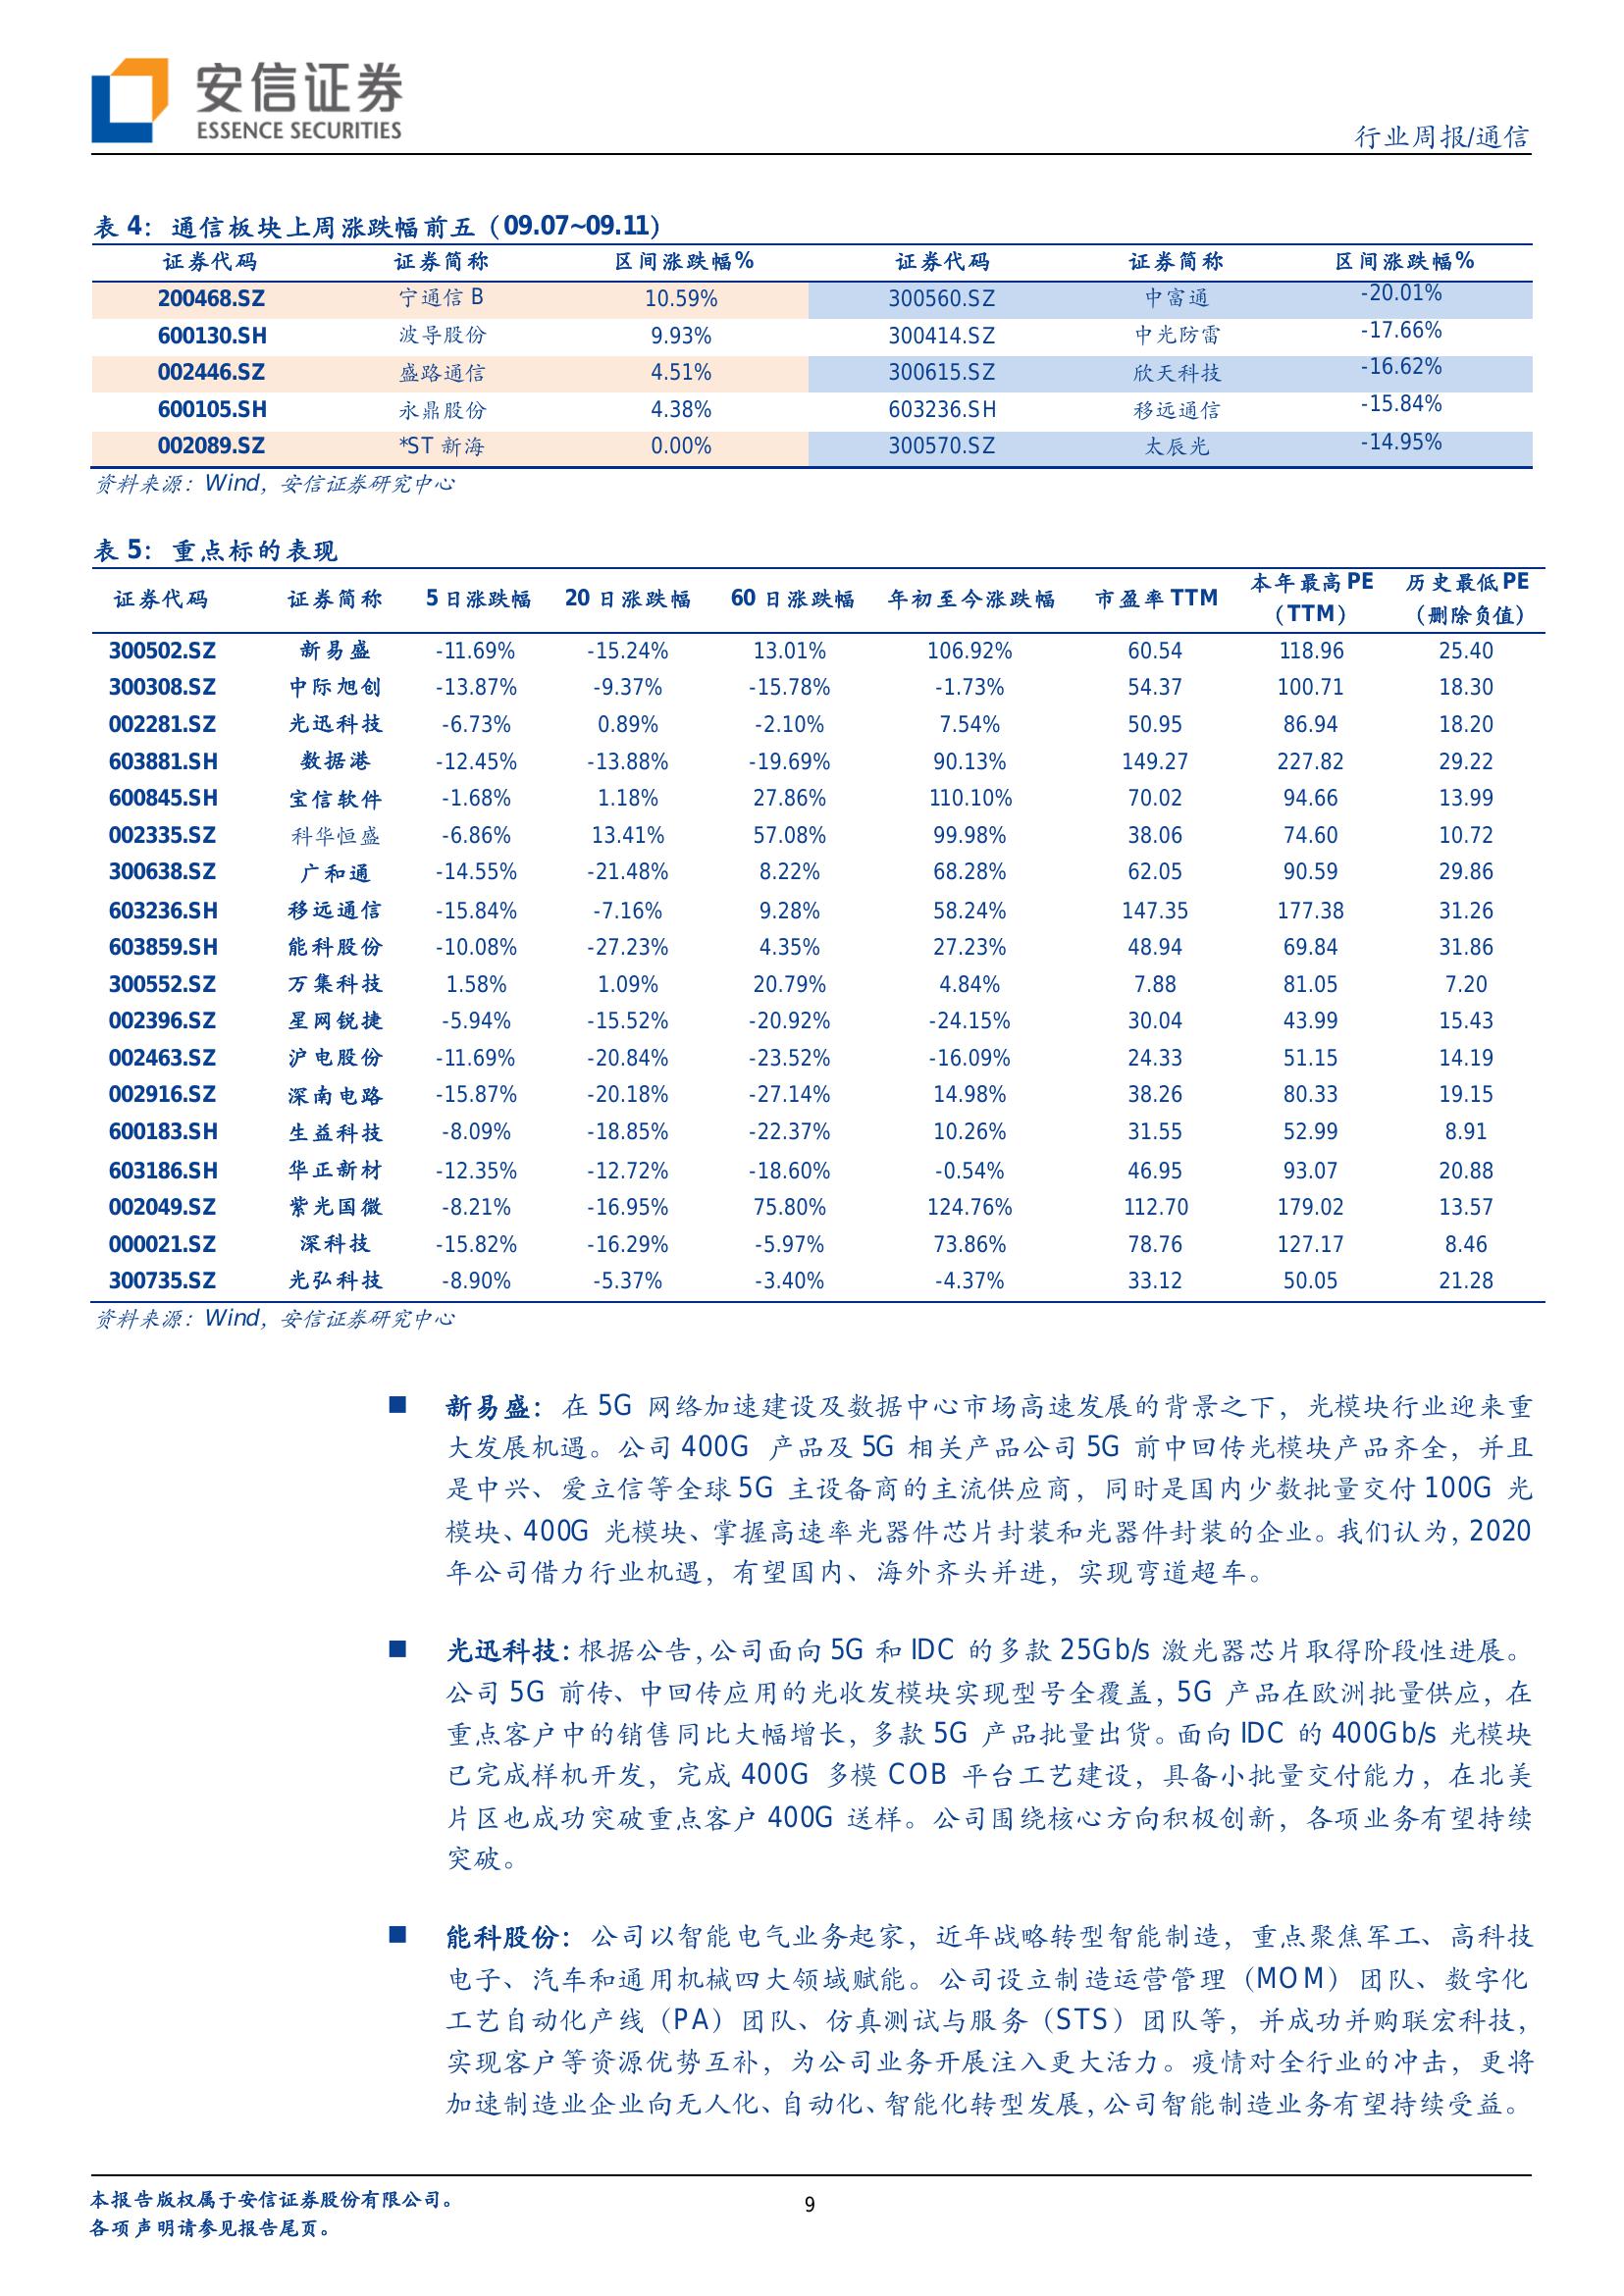 安信证券
ESSENCE SECURITIES
行业周报/通信
表 4：通信板块上周涨跌幅前五（09.07~09.11）
证券代码 证券简称 区间涨跌幅% 证券代码 证券简称 区间涨跌幅%
200468.SZ 宁通信 B 10.59% 300560.SZ 中富通 -20.01%
600130.SH 波导股份 9.93% 300414.SZ 中光防雷 -17.66%
002446.SZ 盛路通信 4.51% 300615.SZ 欣天科技 -16.62%
600105.SH 永鼎股份 4.38% 603236.SH 移远通信 -15.84%
002089.SZ *ST 新海 0.00% 300570.SZ 太辰光 -14.95%
资料来源：Wind，安信证券研究中心
表 5：重点标的表现
证券代码 证券简称 5 日涨跌幅 20 日涨跌幅 60 日涨跌幅 年初至今涨跌幅 市盈率 TTM 本年最高 PE（TTM） 历史最低 PE（删除负值）
300502.SZ 新易盛 -11.69% -15.24% 13.01% 106.92% 60.54 118.96 25.40
300308.SZ 中际旭创 -13.87% -9.37% -15.78% -1.73% 54.37 100.71 18.30
002281.SZ 光迅科技 -6.73% 0.89% -2.10% 7.54% 50.95 86.94 18.20
603881.SH 数据港 -12.45% -13.88% -19.69% 90.13% 149.27 227.82 29.22
600845.SH 宝信软件 -1.68% 1.18% 27.86% 110.10% 70.02 94.66 13.99
002335.SZ 科华恒盛 -6.86% 13.41% 57.08% 99.98% 38.06 74.60 10.72
300638.SZ 广和通 -14.55% -21.48% 8.22% 68.28% 62.05 90.59 29.86
603236.SH 移远通信 -15.84% -7.16% 9.28% 58.24% 147.35 177.38 31.26
603859.SH 能科股份 -10.08% -27.23% 4.35% 27.23% 48.94 69.84 31.86
300552.SZ 万集科技 1.58% 1.09% 20.79% 4.84% 7.88 81.05 7.20
002396.SZ 星网锐捷 -5.94% -15.52% -20.92% -24.15% 30.04 43.99 15.43
002463.SZ 沪电股份 -11.69% -20.84% -23.52% -16.09% 24.33 51.15 14.19
002916.SZ 深南电路 -15.87% -20.18% -27.14% 14.98% 38.26 80.33 19.15
600183.SH 生益科技 -8.09% -18.85% -22.37% 10.26% 31.55 52.99 8.91
603186.SH 华正新材 -12.35% -12.72% -18.60% -0.54% 46.95 93.07 20.88
002049.SZ 紫光国微 -8.21% -16.95% 75.80% 124.76% 112.70 179.02 13.57
000021.SZ 深科技 -15.82% -16.29% -5.97% 73.86% 78.76 127.17 8.46
300735.SZ 光弘科技 -8.90% -5.37% -3.40% -4.37% 33.12 50.05 21.28
资料来源：Wind，安信证券研究中心
■ 新易盛：在 5G 网络加速建设及数据中心市场高速发展的背景之下，光模块行业迎来重
大发展机遇。公司 400G 产品及 5G 相关产品公司 5G 前中回传光模块产品齐全，并且
是中兴、爱立信等全球 5G 主设备商的主流供应商，同时是国内少数批量交付 100G 光
模块、400G 光模块、掌握高速率光器件芯片封装和光器件封装的企业。我们认为，2020
年公司借力行业机遇，有望国内、海外齐头并进，实现弯道超车。
■ 光迅科技：根据公告，公司面向 5G 和 IDC 的多款 25Gb/s 激光器芯片取得阶段性进展。
公司 5G 前传、中回传应用的光收发模块实现型号全覆盖，5G 产品在欧洲批量供应，在
重点客户中的销售同比大幅增长，多款 5G 产品批量出货。面向 IDC 的 400Gb/s 光模块
已完成样机开发，完成 400G 多模 COB 平台工艺建设，具备小批量交付能力，在北美
片区也成功突破重点客户 400G 送样。公司围绕核心方向积极创新，各项业务有望持续
突破。
■ 能科股份：公司以智能电气业务起家，近年战略转型智能制造，重点聚焦军工、高科技
电子、汽车和通用机械四大领域赋能。公司设立制造运营管理（MOM）团队、数字化
工艺自动化产线（PA）团队、仿真测试与服务（STS）团队等，并成功并购联宏科技，
实现客户等资源优势互补，为公司业务开展注入更大活力。疫情对全行业的冲击，更将
加速制造业企业向无人化、自动化、智能化转型发展，公司智能制造业务有望持续受益。
本报告版权属于安信证券股份有限公司。
各项声明请参见报告尾页。
9